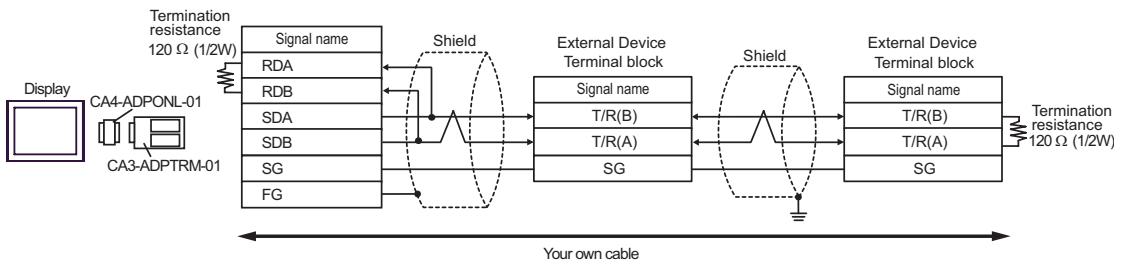 Termination
resistance
120 Ω (1/2W)
Display
CA4-ADPONL-01
CA3-ADPTRM-01
Signal name
RDA
RDB
SDA
SDB
SG
FG
Shield
External Device
Terminal block
Signal name
T/R(B)
T/R(A)
SG
Shield
External Device
Terminal block
Signal name
T/R(B)
T/R(A)
SG
Termination
resistance
120 Ω (1/2W)
Your own cable